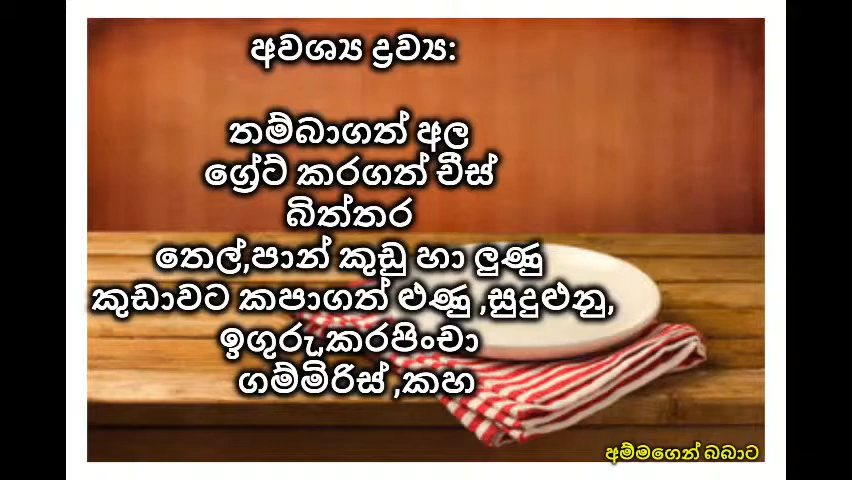 අවශ්‍ය ද්‍රව්‍ය:
තම්බාගත් අල
ග්‍රේට් කරගත් චීස්
බිත්තර
තෙල්,පාන් කුඩු හා ලුණු
කුඩාවට කපාගත් ළුණු ,සුදුළුනු,
ඉගුරු,කරපිංචා
ගම්මිරිස් ,කහ
අම්මගෙන් බබාට